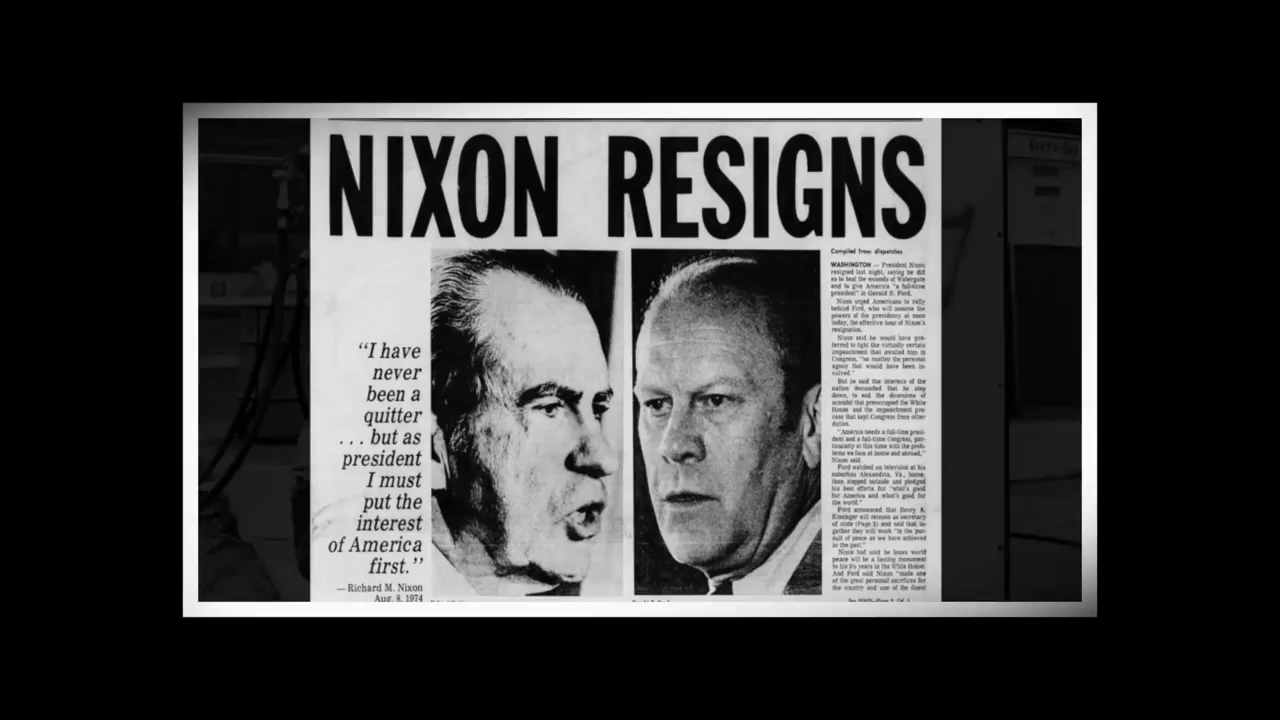 NIXON RESIGNS
"I have
never
been a
quitter
. . . but as
president
I must
put the
interest
of America
first."
— Richard M. Nixon
Aug. 8, 1974
Compiled from dispatches
WASHINGTON — President Nixon
resigned last night, saying he did
so to heal the wounds of Watergate
and to give America "a full-time
president" in Gerald R. Ford.
Nixon urged Americans to rally
behind Ford, who will assume the
powers of the presidency at noon
today, the effective hour of Nixon's
resignation.
Nixon said he would have pre-
ferred to fight the virtually certain
impeachment that awaited him in
Congress, "no matter the personal
agony that would have been in-
volved."
But he said the interests of the
nation demanded that he step
down, to end the diversions of
scandal that preoccupied the White
House and the impeachment pro-
cess that kept Congress from other
duties.
"America needs a full-time presi-
dent and a full-time Congress, par-
ticularly at this time with the prob-
lems we face at home and abroad,"
Nixon said.
Ford watched on television at his
suburban Alexandria, Va., home,
then stepped outside and pledged
his best efforts for "what's good
for America and what's good for
the world."
Ford announced that Henry A.
Kissinger will remain as secretary
of state (Page 2) and said that to-
gether they will work "in the pur-
suit of peace as we have achieved
in the past."
Nixon had said he hopes world
peace will be a lasting monument
to his 5½ years in the White House.
And Ford said Nixon "made one
of the great personal sacrifices for
the country and one of the finest